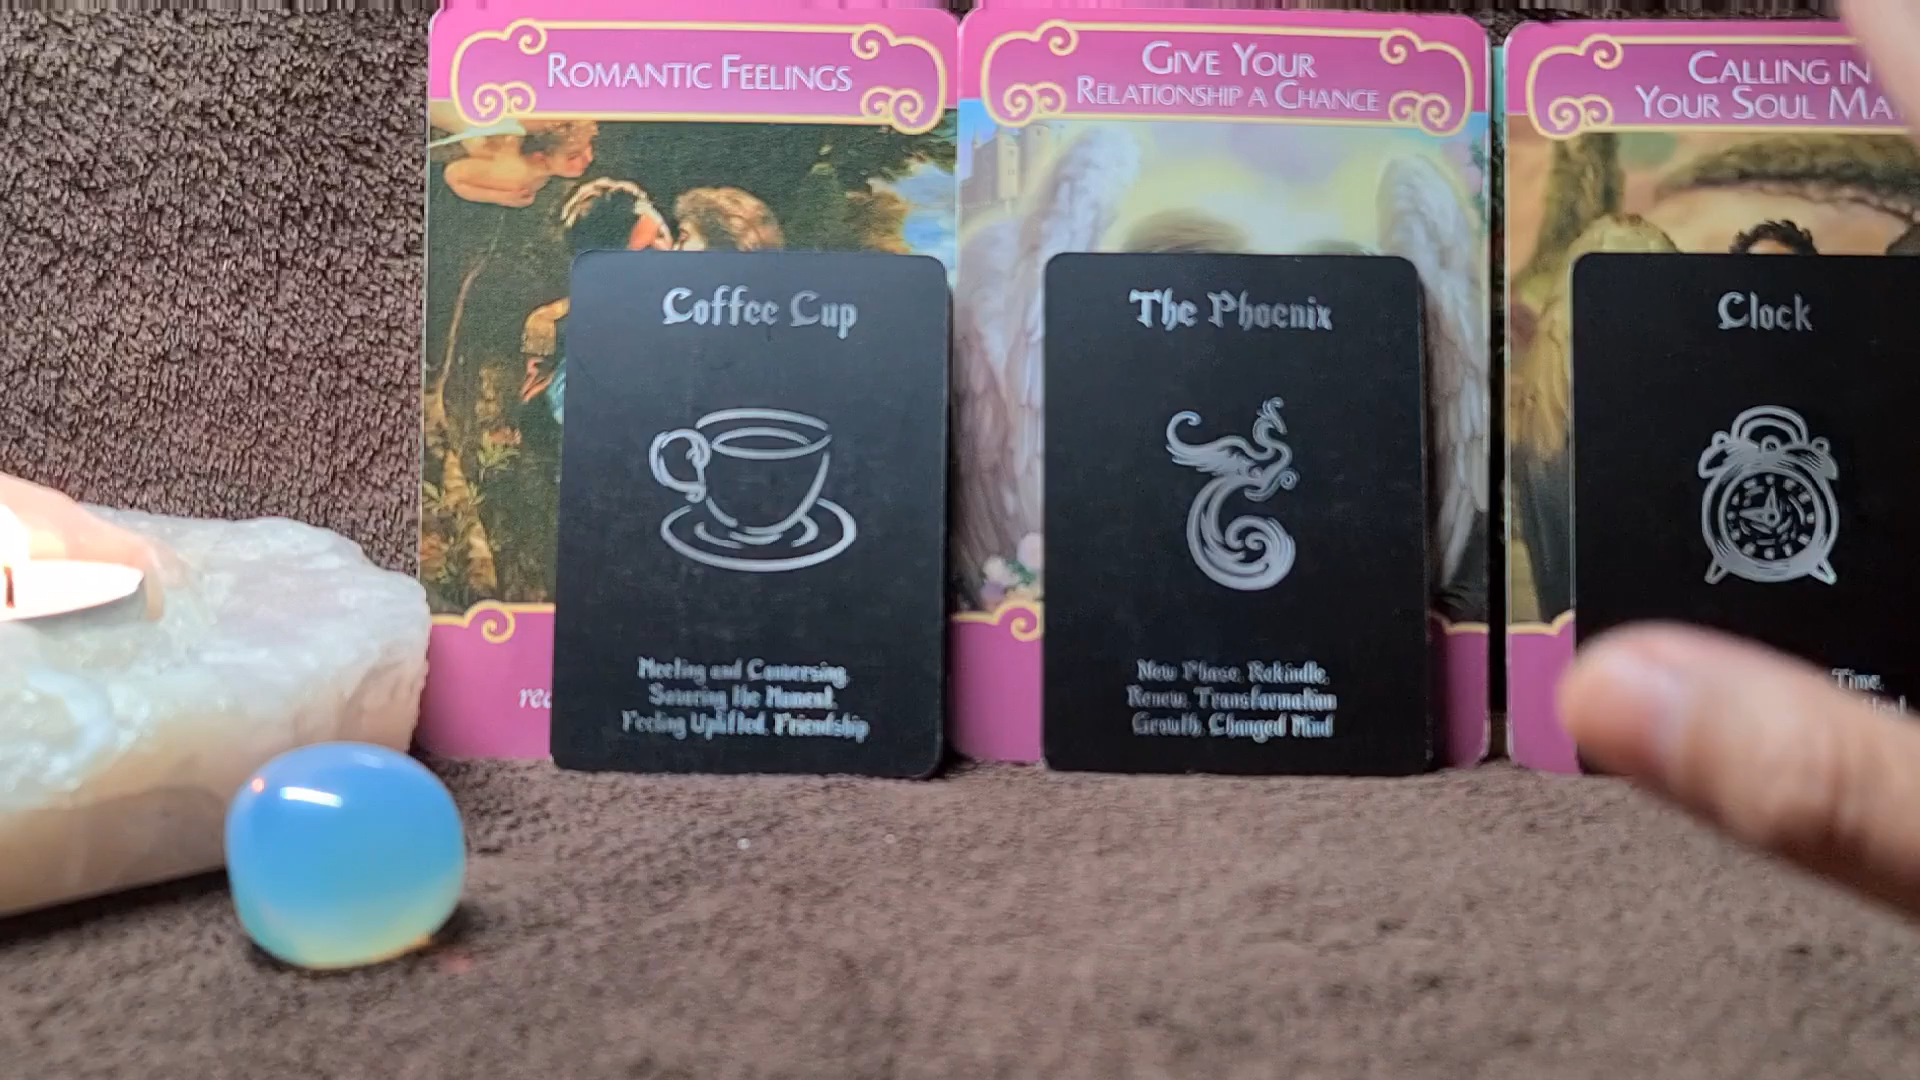 ROMANTIC FEELINGS
GIVE YOUR
RELATIONSHIP A CHANCE
CALLING IN
YOUR SOUL MA
Coffee Cup
Meeting and Conversing,
Savoring the Moment,
Feeling Uplifted, Friendship
rec
The Phoenix
New Phase, Rekindle,
Renew, Transformation
Growth, Changed Mind
Clock
Time,